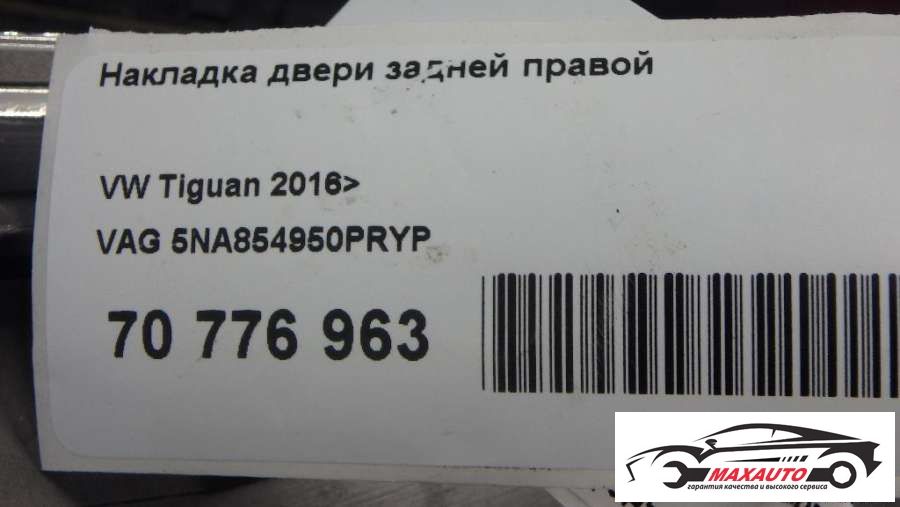 Накладка двери задней правой
VW Tiguan 2016>
VAG 5NA854950PRYP
70 776 963
MAXAUTO
гарантия качества и высокого сервиса